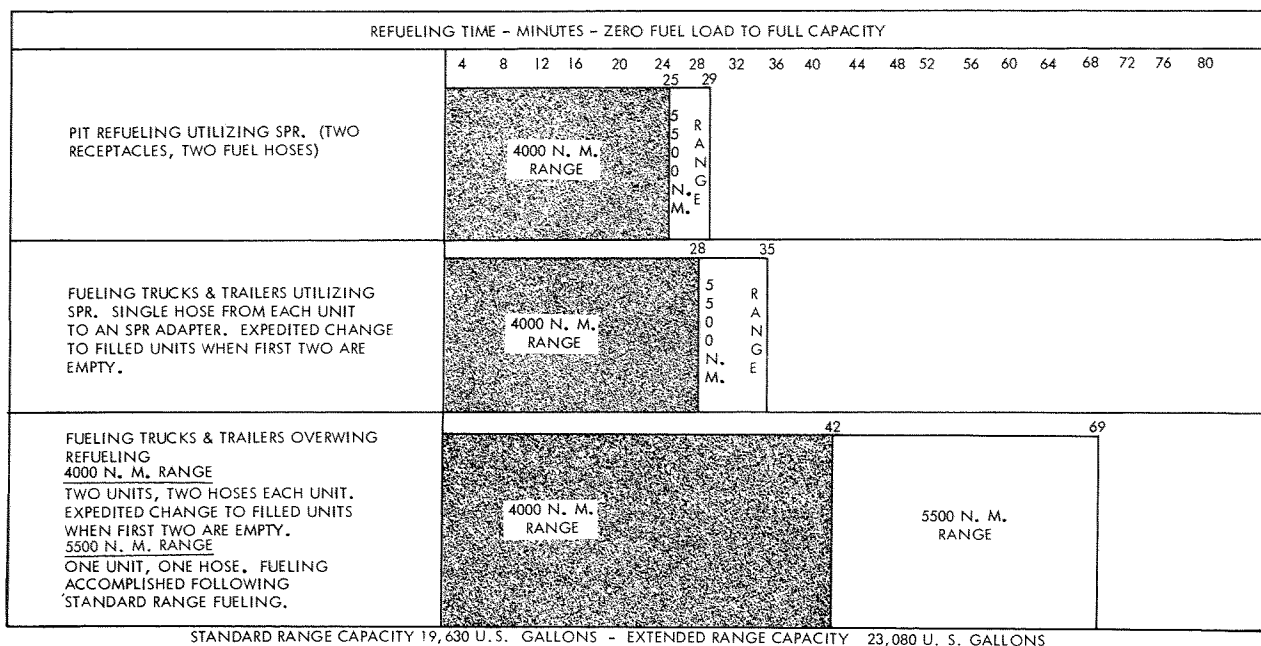 REFUELING TIME - MINUTES - ZERO FUEL LOAD TO FULL CAPACITY
4 8 12 16 20 24 28 32 36 40 44 48 52 56 60 64 68 72 76 80
25 29
PIT REFUELING UTILIZING SPR. (TWO
RECEPTACLES, TWO FUEL HOSES)
4000 N. M.
RANGE
5500 N. M.
RANGE
28 35
FUELING TRUCKS & TRAILERS UTILIZING
SPR. SINGLE HOSE FROM EACH UNIT
TO AN SPR ADAPTER. EXPEDITED CHANGE
TO FILLED UNITS WHEN FIRST TWO ARE
EMPTY.
4000 N. M.
RANGE
5500 N. M.
RANGE
42 69
FUELING TRUCKS & TRAILERS OVERWING
REFUELING
4000 N. M. RANGE
TWO UNITS, TWO HOSES EACH UNIT.
EXPEDITED CHANGE TO FILLED UNITS
WHEN FIRST TWO ARE EMPTY.
5500 N. M. RANGE
ONE UNIT, ONE HOSE. FUELING
ACCOMPLISHED FOLLOWING
STANDARD RANGE FUELING.
4000 N. M.
RANGE
5500 N. M.
RANGE
STANDARD RANGE CAPACITY 19,630 U.S. GALLONS - EXTENDED RANGE CAPACITY 23,080 U. S. GALLONS